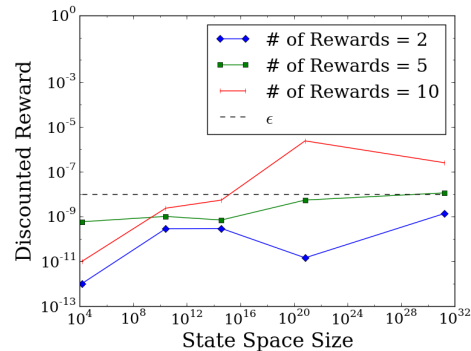 10^0
10^-3
10^-5
10^-7
10^-9
10^-11
10^-13
Discounted Reward
# of Rewards = 2
# of Rewards = 5
# of Rewards = 10
ϵ
10^4 10^8 10^12 10^16 10^20 10^24 10^28 10^32
State Space Size